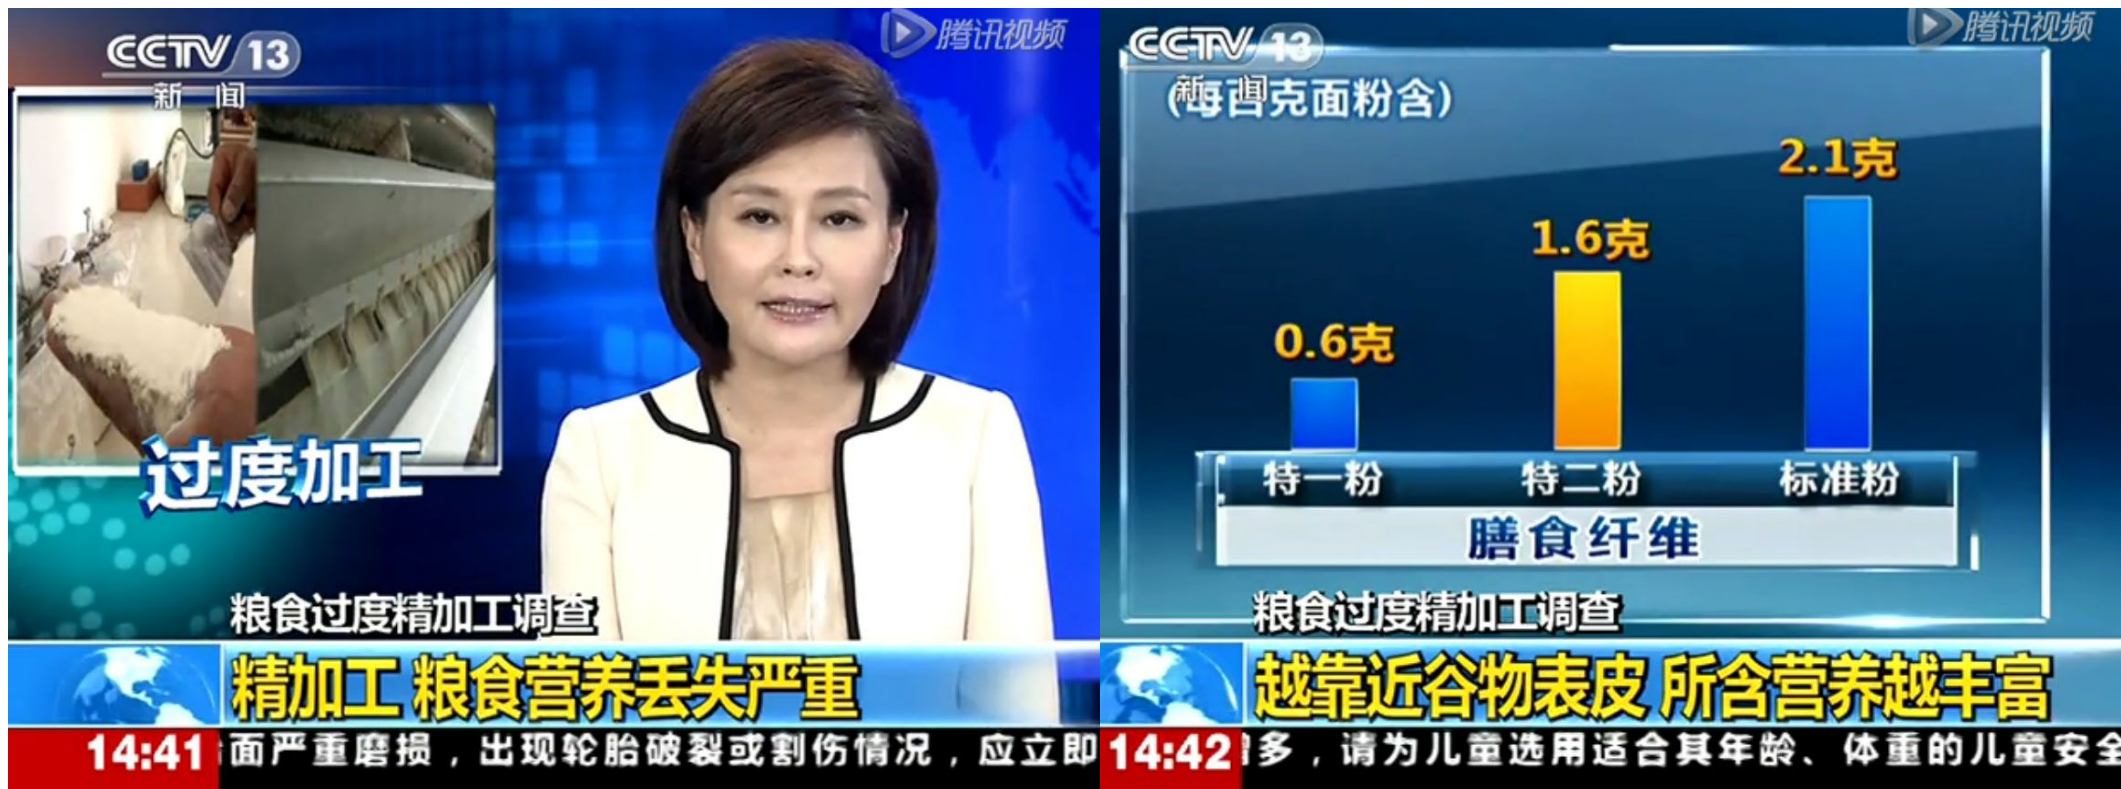 CCTV 13
新 闻
腾讯视频
过度加工
粮食过度精加工调查
精加工 粮食营养丢失严重
14:41
面严重磨损，出现轮胎破裂或割伤情况，应立即
CCTV 13
新 闻
腾讯视频
(每百克面粉含)
2.1克
1.6克
0.6克
特一粉 特二粉 标准粉
膳食纤维
粮食过度精加工调查
越靠近谷物表皮 所含营养越丰富
14:42
增多，请为儿童选用适合其年龄、体重的儿童安全